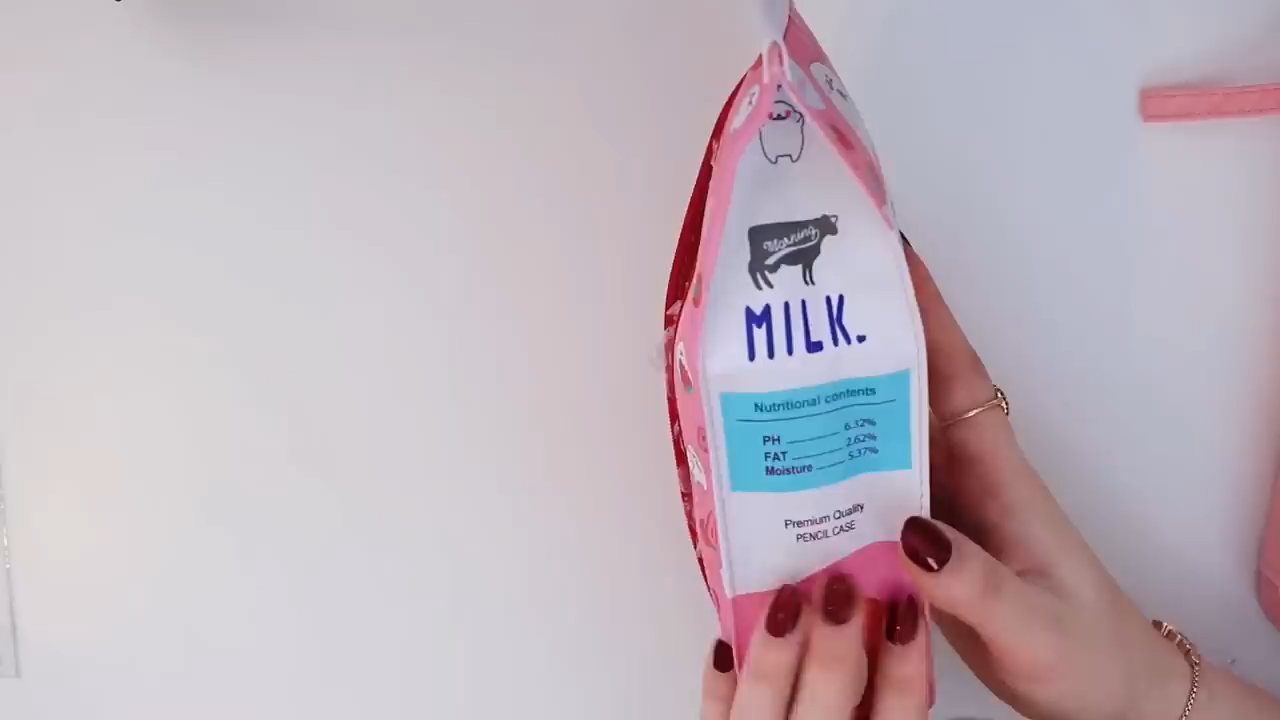 Morning
MILK.
Nutritional contents
PH 6.32%
FAT 2.62%
Moisture 5.37%
Premium Quality
PENCIL CASE